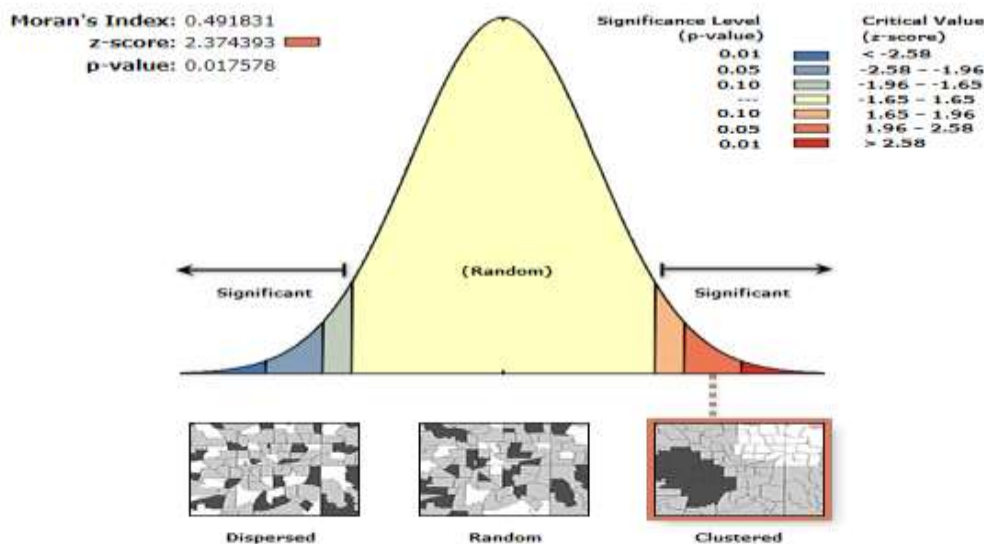 Moran's Index: 0.491831
z-score: 2.374393
p-value: 0.017578
Significance Level
(p-value)
0.01
0.05
0.10
---
0.10
0.05
0.01
Critical Value
(z-score)
< -2.58
-2.58 - -1.96
-1.96 - -1.65
-1.65 - 1.65
1.65 - 1.96
1.96 - 2.58
> 2.58
Significant
(Random)
Significant
Dispersed
Random
Clustered